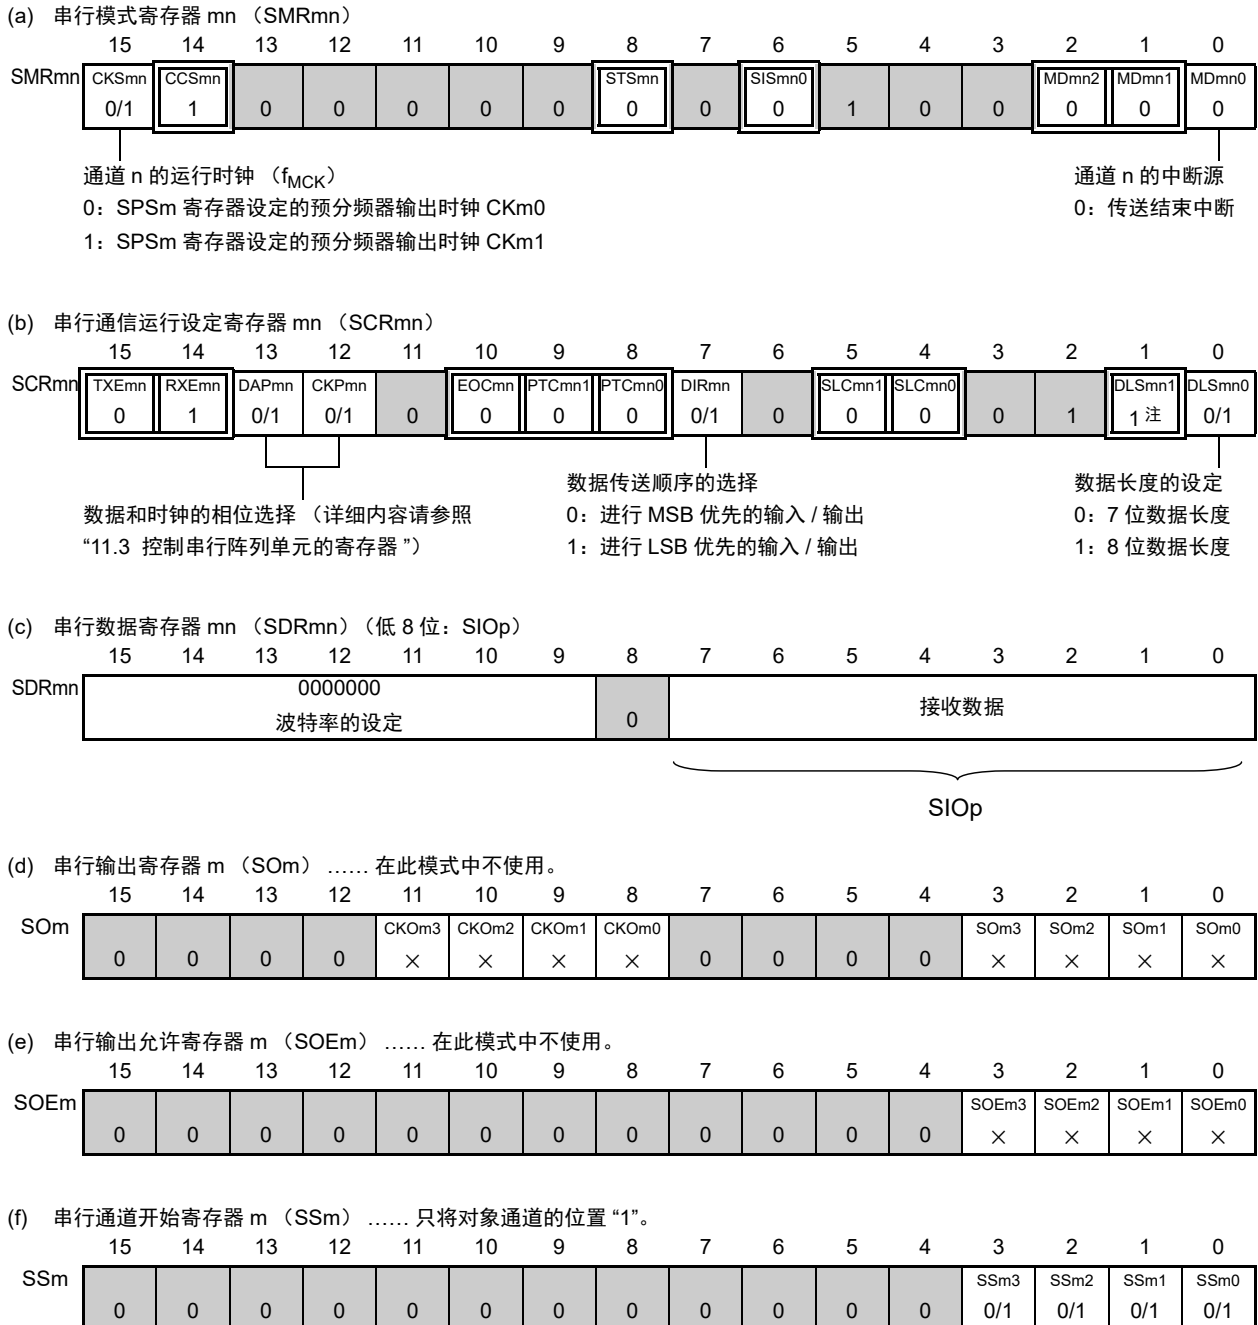 (a) 串行模式寄存器 mn （SMRmn）
15 14 13 12 11 10 9 8 7 6 5 4 3 2 1 0
SMRmn CKSmn CCSmn STSmn SISmn0 MDmn2 MDmn1 MDmn0
0/1 1 0 0 0 0 0 0 0 0 1 0 0 0 0 0
通道 n 的运行时钟 （fMCK） 通道 n 的中断源
0：SPSm 寄存器设定的预分频器输出时钟 CKm0 0：传送结束中断
1：SPSm 寄存器设定的预分频器输出时钟 CKm1
(b) 串行通信运行设定寄存器 mn （SCRmn）
15 14 13 12 11 10 9 8 7 6 5 4 3 2 1 0
SCRmn TXEmn RXEmn DAPmn CKPmn EOCmn PTCmn1 PTCmn0 DIRmn SLCmn1 SLCmn0 DLSmn1 DLSmn0
0 1 0/1 0/1 0 0 0 0 0/1 0 0 0 0 1 1 注 0/1
数据传送顺序的选择 数据长度的设定
数据和时钟的相位选择 （详细内容请参照 0：进行 MSB 优先的输入 / 输出 0：7 位数据长度
“11.3 控制串行阵列单元的寄存器 ”） 1：进行 LSB 优先的输入 / 输出 1：8 位数据长度
(c) 串行数据寄存器 mn （SDRmn）（低 8 位：SIOp）
15 14 13 12 11 10 9 8 7 6 5 4 3 2 1 0
SDRmn 0000000
波特率的设定 0 接收数据
SIOp
(d) 串行输出寄存器 m （SOm） …… 在此模式中不使用。
15 14 13 12 11 10 9 8 7 6 5 4 3 2 1 0
SOm CKOm3 CKOm2 CKOm1 CKOm0 SOm3 SOm2 SOm1 SOm0
0 0 0 0 × × × × 0 0 0 0 × × × ×
(e) 串行输出允许寄存器 m （SOEm） …… 在此模式中不使用。
15 14 13 12 11 10 9 8 7 6 5 4 3 2 1 0
SOEm SOEm3 SOEm2 SOEm1 SOEm0
0 0 0 0 0 0 0 0 0 0 0 0 × × × ×
(f) 串行通道开始寄存器 m （SSm） …… 只将对象通道的位置 “1”。
15 14 13 12 11 10 9 8 7 6 5 4 3 2 1 0
SSm SSm3 SSm2 SSm1 SSm0
0 0 0 0 0 0 0 0 0 0 0 0 0/1 0/1 0/1 0/1